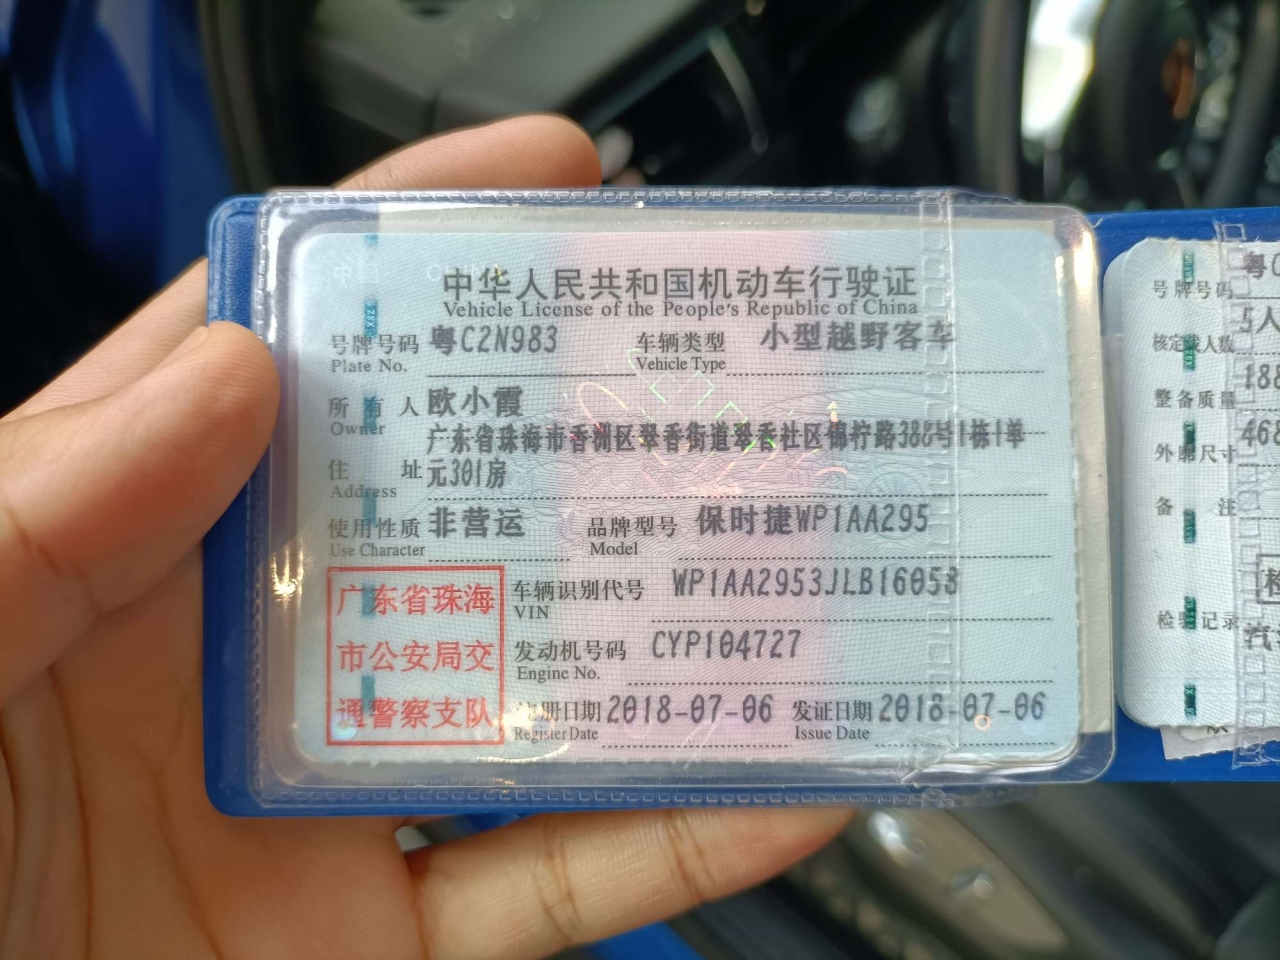 中华人民共和国机动车行驶证
Vehicle License of the People's Republic of China
号牌号码 粤C2N983 车辆类型 小型越野客车
Plate No. Vehicle Type
所有人 欧小霞
Owner
广东省珠海市香洲区翠香街道翠香社区锦柠路388号1栋1单
住址 元301房
Address
使用性质 非营运 品牌型号 保时捷WP1AA295
Use Character Model
广东省珠海
市公安局交
通警察支队
车辆识别代号 WP1AA2953JLB16053
VIN
发动机号码 CYP104727
Engine No.
注册日期 2018-07-06 发证日期 2018-07-06
Register Date Issue Date
号牌号码 粤
核定载人数 5人
整备质量 188
外廓尺寸 468
备注
检验记录